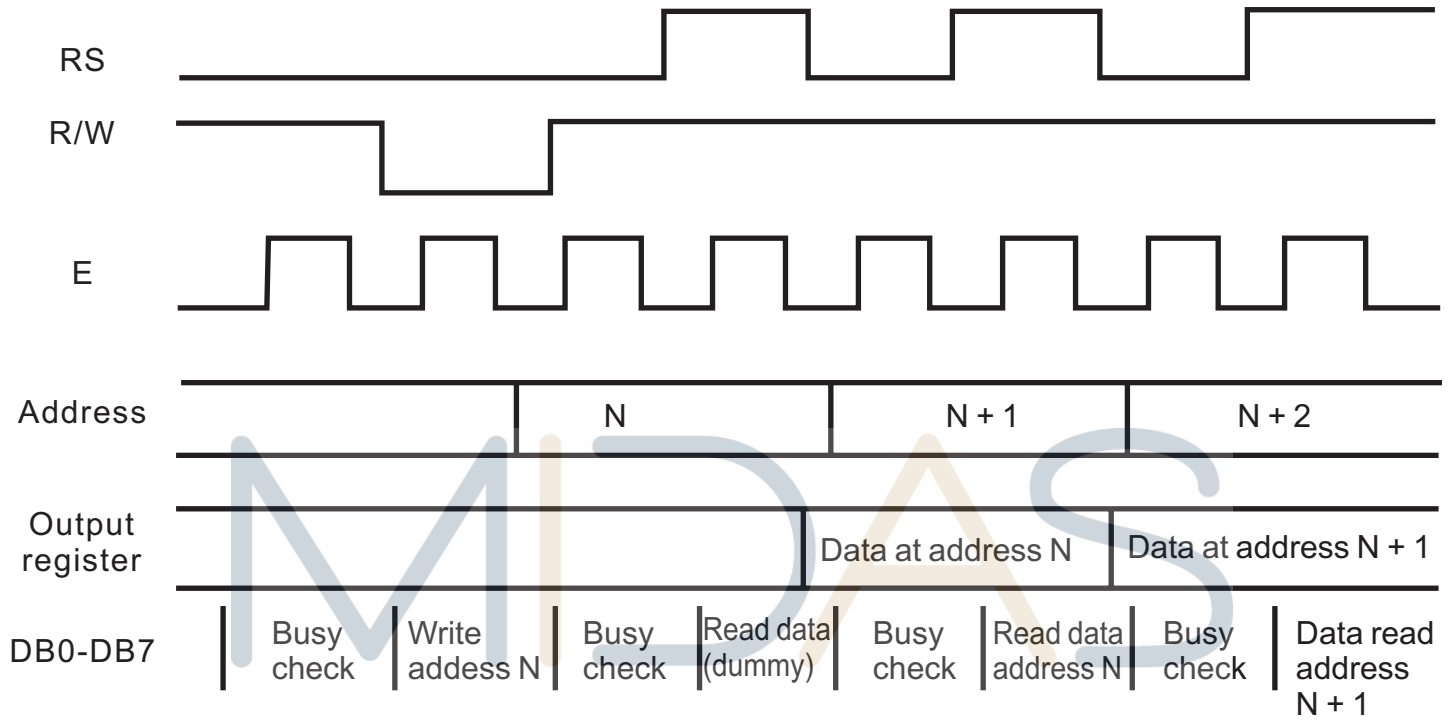 RS
R/W
E
Address
N
N + 1
N + 2
Output
register
Data at address N
Data at address N + 1
DB0-DB7
Busy
check
Write
addess N
Busy
check
Read data
(dummy)
Busy
check
Read data
address N
Busy
check
Data read
address
N + 1
MIDAS